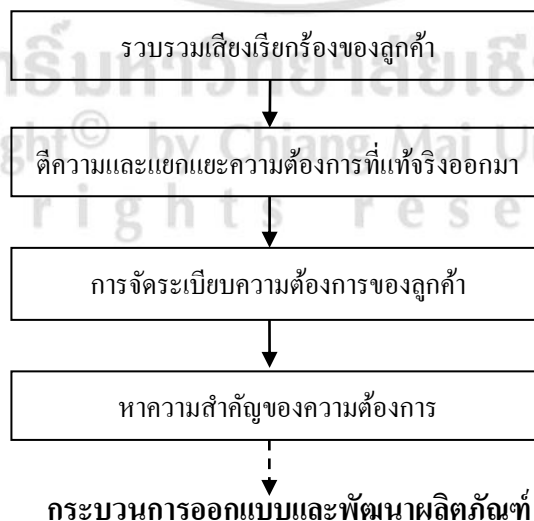 รวบรวมเสียงเรียกร้องของลูกค้า
ตีความและแยกแยะความต้องการที่แท้จริงออกมา
การจัดระเบียบความต้องการของลูกค้า
หาความสำคัญของความต้องการ
กระบวนการออกแบบและพัฒนาผลิตภัณฑ์